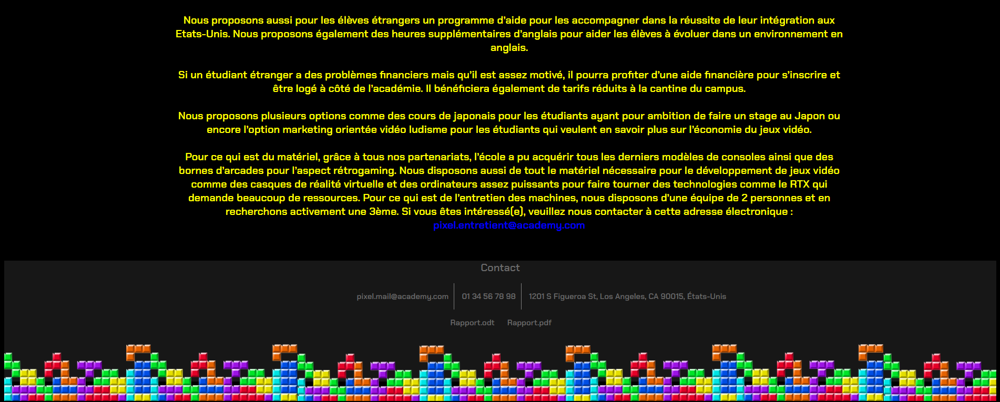 Nous proposons aussi pour les élèves étrangers un programme d’aide pour les accompagner dans la réussite de leur intégration aux
Etats-Unis. Nous proposons également des heures supplémentaires d’anglais pour aider les élèves à évoluer dans un environnement en
anglais.
Si un étudiant étranger a des problèmes financiers mais qu’il est assez motivé, il pourra profiter d’une aide financière pour s’inscrire et
être logé à côté de l’académie. Il bénéficiera également de tarifs réduits à la cantine du campus.
Nous proposons plusieurs options comme des cours de japonais pour les étudiants ayant pour ambition de faire un stage au Japon ou
encore l’option marketing orientée vidéo ludisme pour les étudiants qui veulent en savoir plus sur l’économie du jeux vidéo.
Pour ce qui est du matériel, grâce à tous nos partenariats, l’école a pu acquérir tous les derniers modèles de consoles ainsi que des
bornes d’arcades pour l’aspect rétrogaming. Nous disposons aussi de tout le matériel nécessaire pour le développement de jeux vidéo
comme des casques de réalité virtuelle et des ordinateurs assez puissants pour faire tourner des technologies comme le RTX qui
demande beaucoup de ressources. Pour ce qui est de l’entretien des machines, nous disposons d’une équipe de 2 personnes et en
recherchons activement une 3ème. Si vous êtes intéressé(e), veuillez nous contacter à cette adresse électronique :
pixel.entretient@academy.com
Contact
pixel.mail@academy.com 01 34 56 78 98 1201 S Figueroa St, Los Angeles, CA 90015, États-Unis
Rapport.odt Rapport.pdf